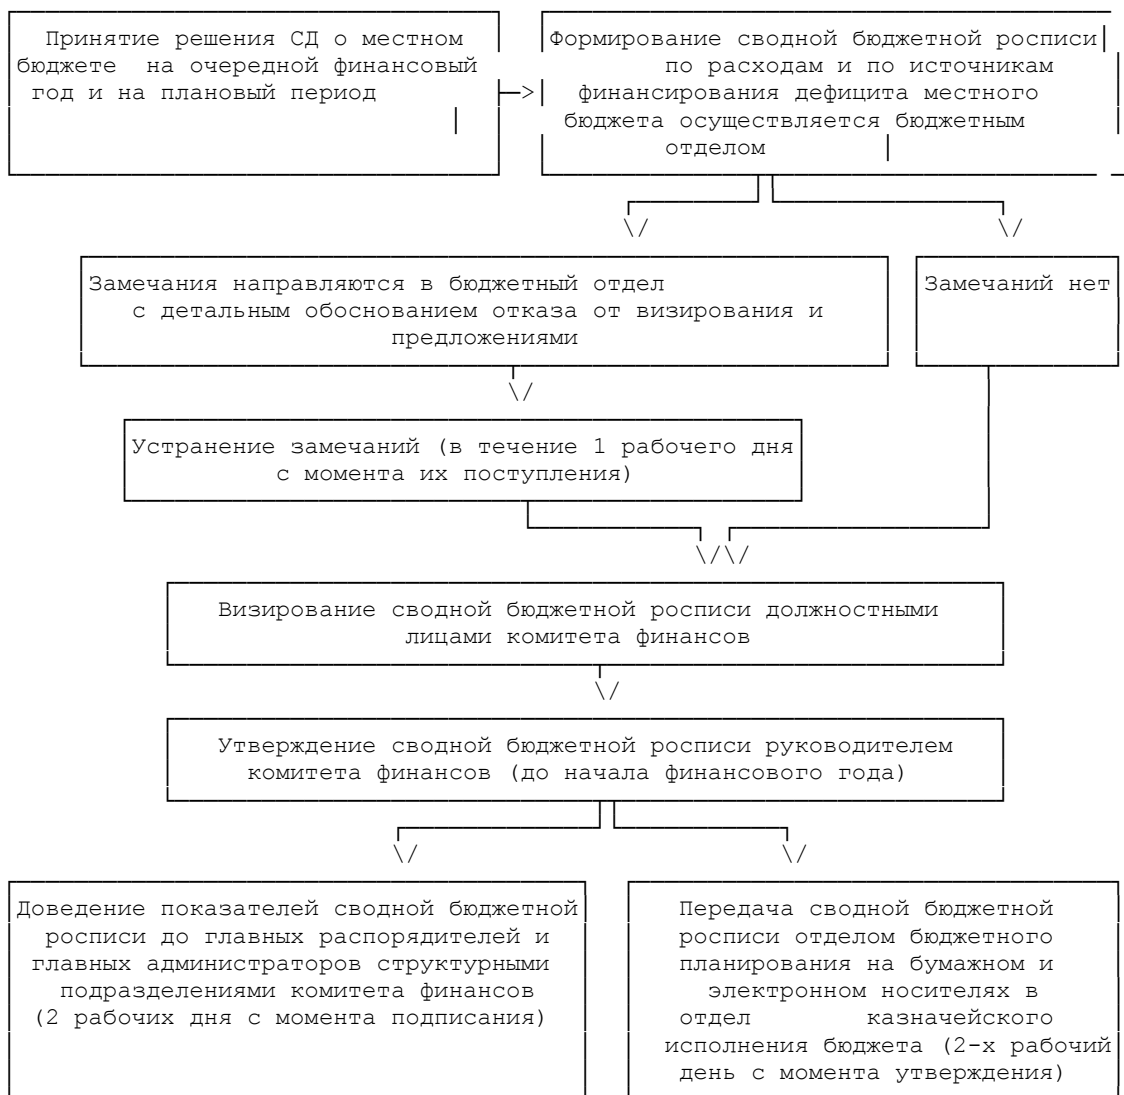 Принятие решения СД о местном
бюджете на очередной финансовый
год и на плановый период
Формирование сводной бюджетной росписи
по расходам и по источникам
финансирования дефицита местного
бюджета осуществляется бюджетным
отделом
Замечания направляются в бюджетный отдел
с детальным обоснованием отказа от визирования и
предложениями
Замечаний нет
Устранение замечаний (в течение 1 рабочего дня
с момента их поступления)
Визирование сводной бюджетной росписи должностными
лицами комитета финансов
Утверждение сводной бюджетной росписи руководителем
комитета финансов (до начала финансового года)
Доведение показателей сводной бюджетной
росписи до главных распорядителей и
главных администраторов структурными
подразделениями комитета финансов
(2 рабочих дня с момента подписания)
Передача сводной бюджетной
росписи отделом бюджетного
планирования на бумажном и
электронном носителях в
отдел казначейского
исполнения бюджета (2-х рабочий
день с момента утверждения)